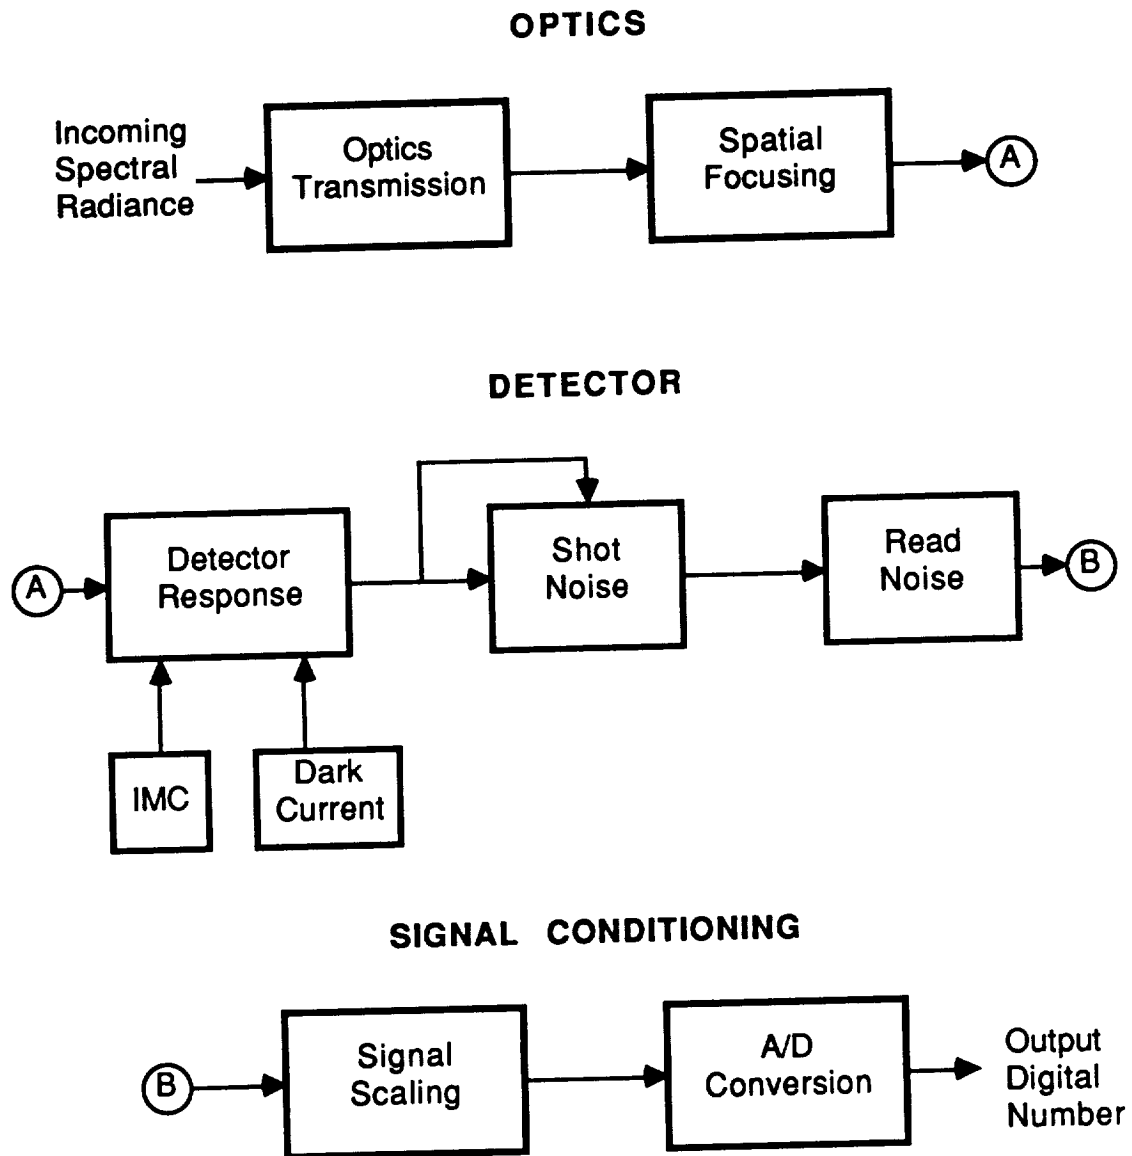 OPTICS
Incoming
Spectral
Radiance
Optics
Transmission
Spatial
Focusing
A
DETECTOR
A
Detector
Response
Shot
Noise
Read
Noise
B
IMC
Dark
Current
SIGNAL CONDITIONING
B
Signal
Scaling
A/D
Conversion
Output
Digital
Number